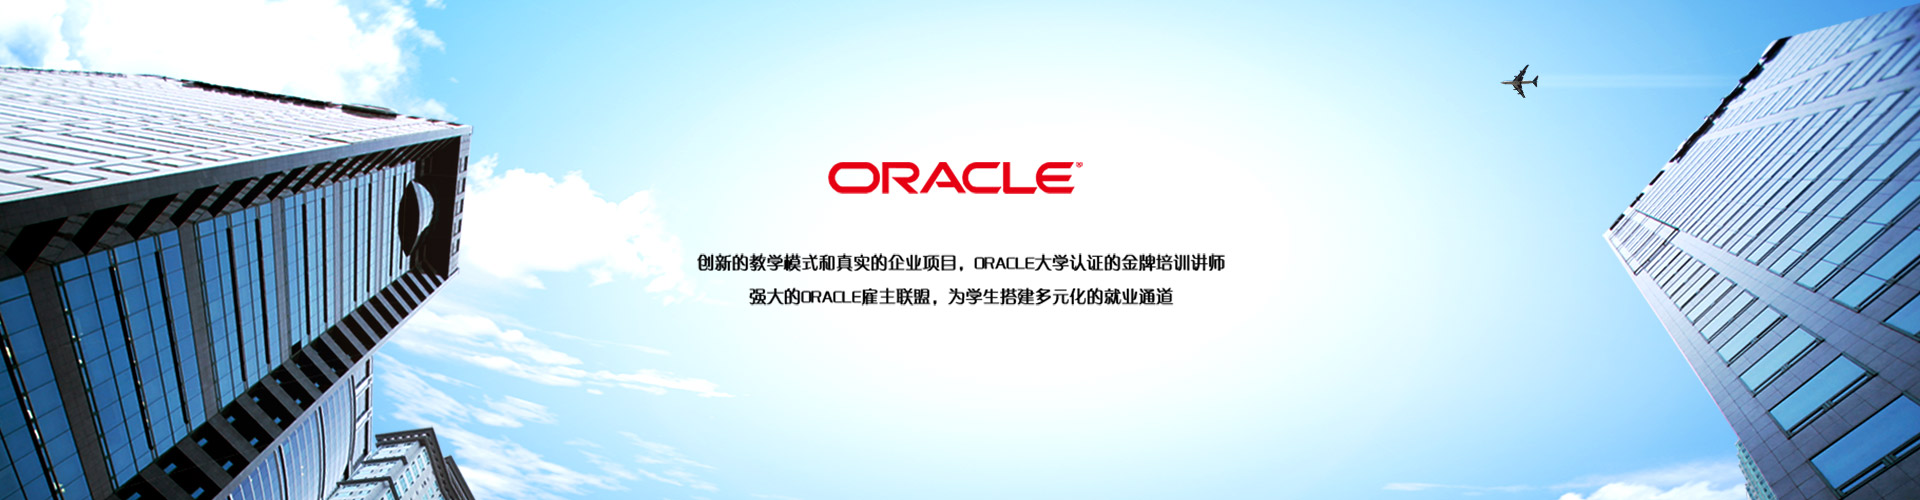 ORACLE®
创新的教学模式和真实的企业项目，ORACLE大学认证的金牌培训讲师
强大的ORACLE雇主联盟，为学生搭建多元化的就业通道